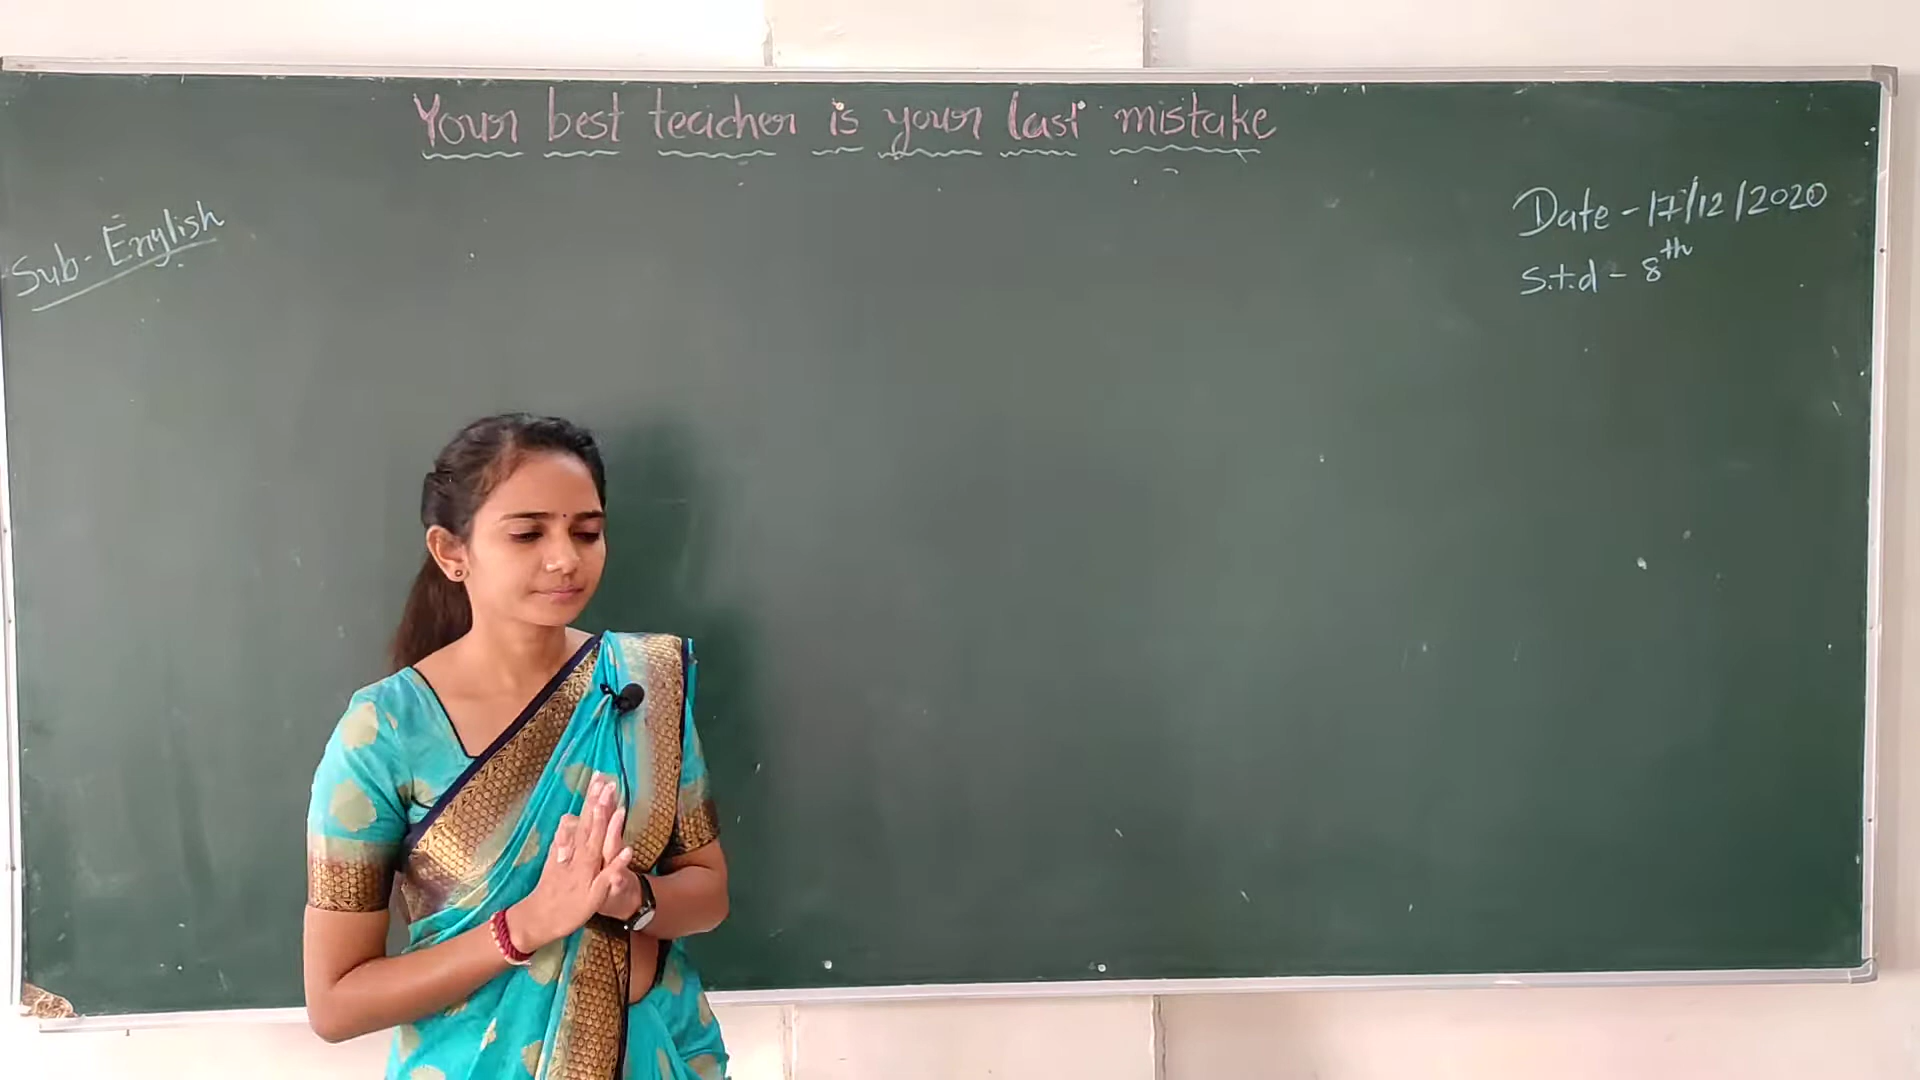 Your best teacher is your last mistake
Sub- English
Date - 17/12/2020
S.t.d - 8th